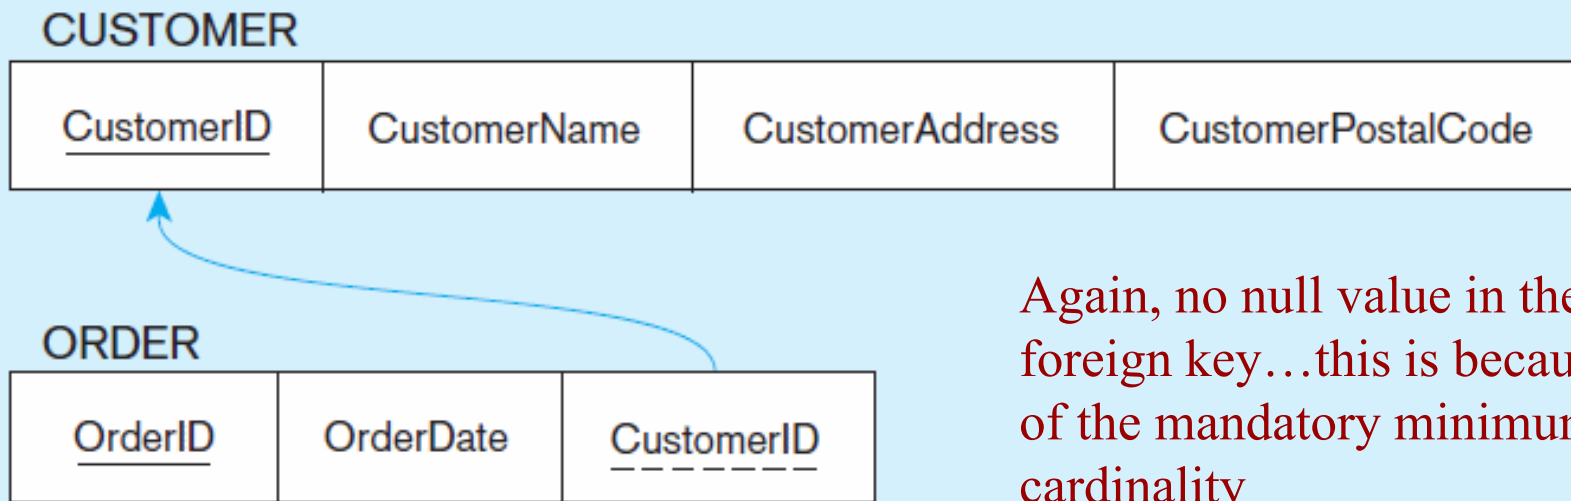 CUSTOMER
CustomerID CustomerName CustomerAddress CustomerPostalCode
Again, no null value in the
foreign key…this is becau
of the mandatory minimum
cardinality
ORDER
OrderID OrderDate CustomerID